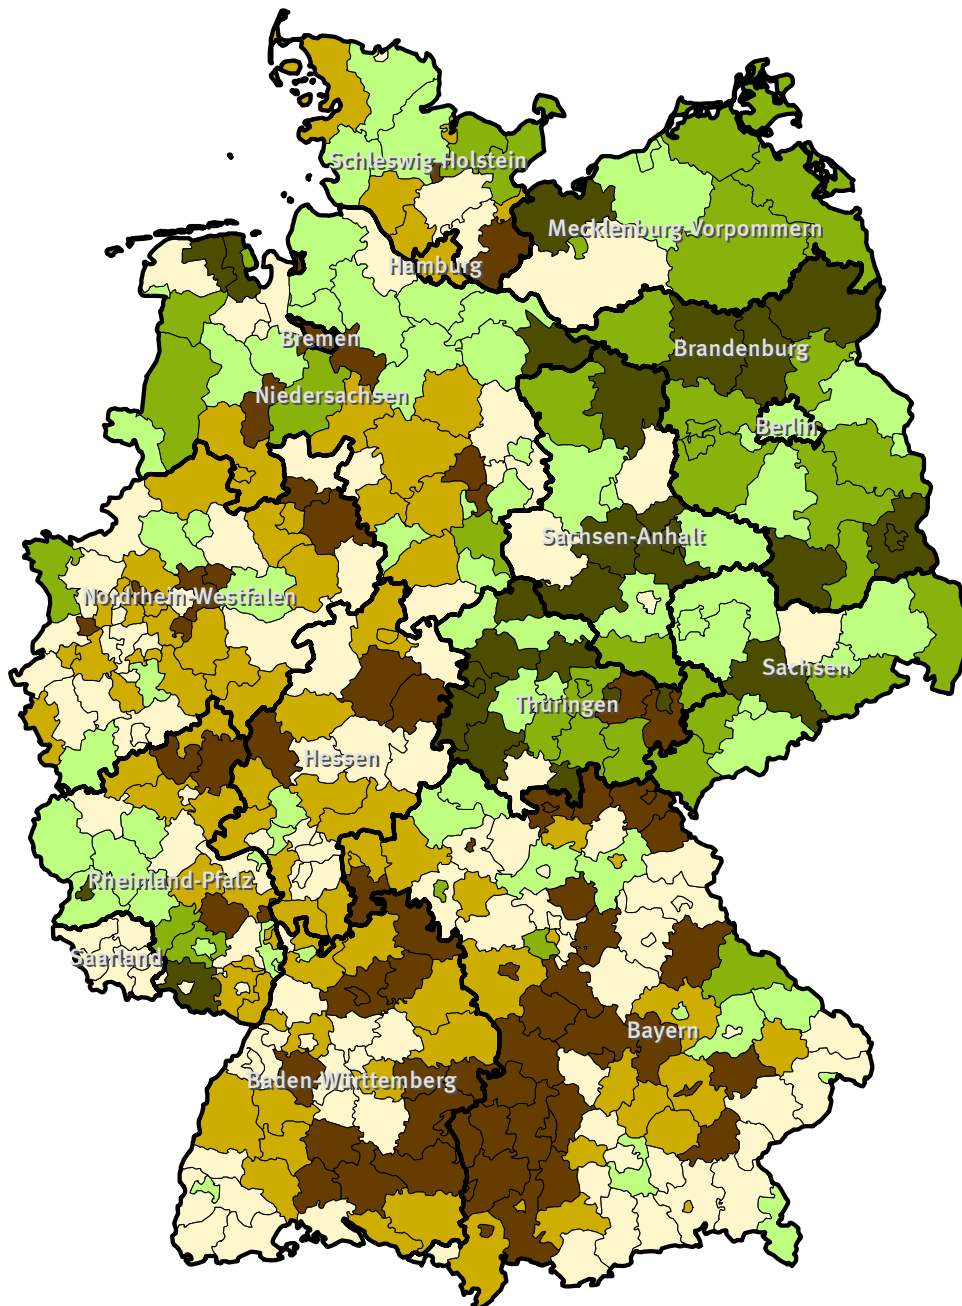 Schleswig-Holstein
Mecklenburg-Vorpommern
Hamburg
Bremen
Brandenburg
Niedersachsen
Berlin
Sachsen-Anhalt
Nordrhein-Westfalen
Sachsen
Thüringen
Hessen
Rheinland-Pfalz
Saarland
Bayern
Baden-Württemberg